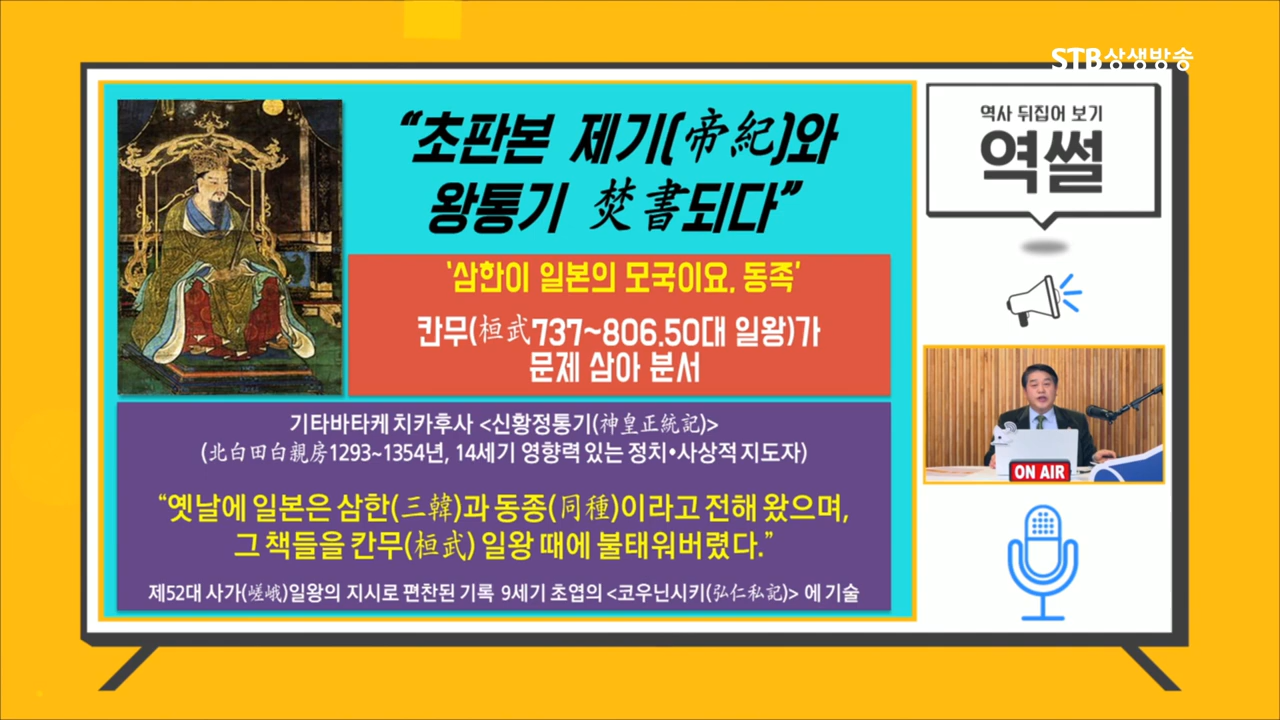 STB상생방송
역사 뒤집어 보기
역썰
“초판본 제기(帝紀)와
왕통기 焚書되다”
‘삼한이 일본의 모국이요, 동족’
칸무(桓武737~806.50대 일왕)가
문제 삼아 분서
기타바타케 치카후사 <신황정통기(神皇正統記)>
(北白田白親房1293~1354년, 14세기 영향력 있는 정치•사상적 지도자)
“옛날에 일본은 삼한(三韓)과 동종(同種)이라고 전해 왔으며,
그 책들을 칸무(桓武) 일왕 때에 불태워버렸다.”
제52대 사가(嵯峨)일왕의 지시로 편찬된 기록 9세기 초엽의 <코우닌시키(弘仁私記)> 에 기술
ON AIR